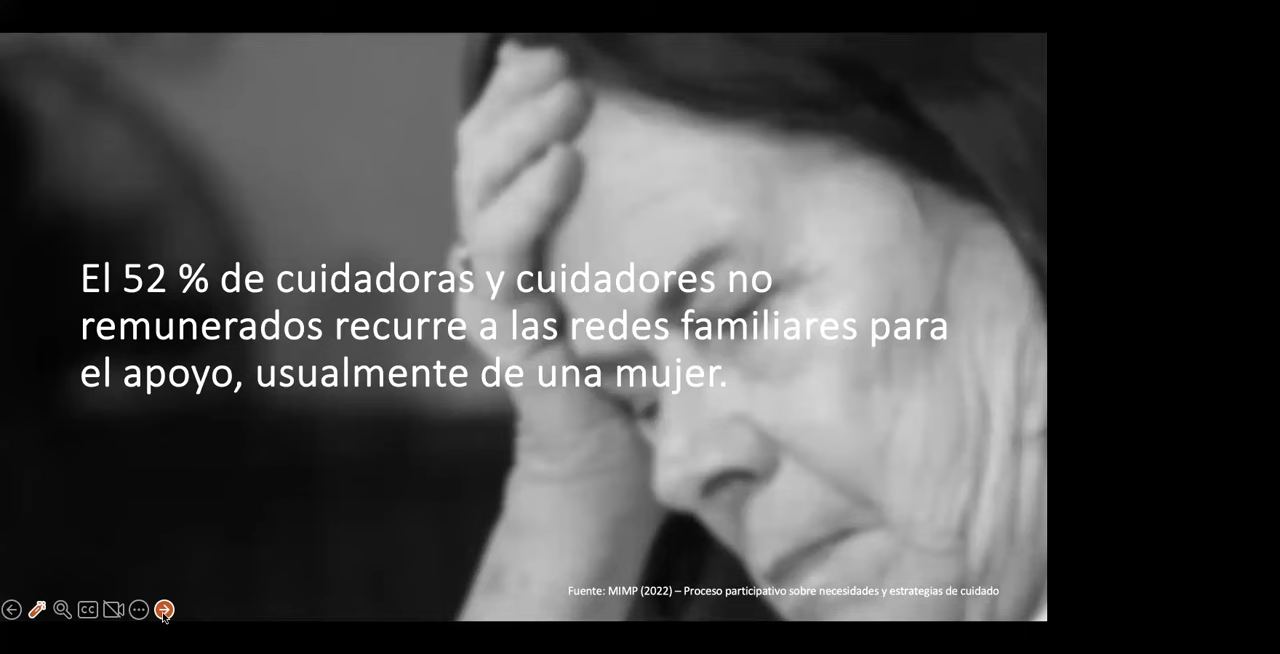 El 52 % de cuidadoras y cuidadores no
remunerados recurre a las redes familiares para
el apoyo, usualmente de una mujer.
Fuente: MIMP (2022) – Proceso participativo sobre necesidades y estrategias de cuidado
CC